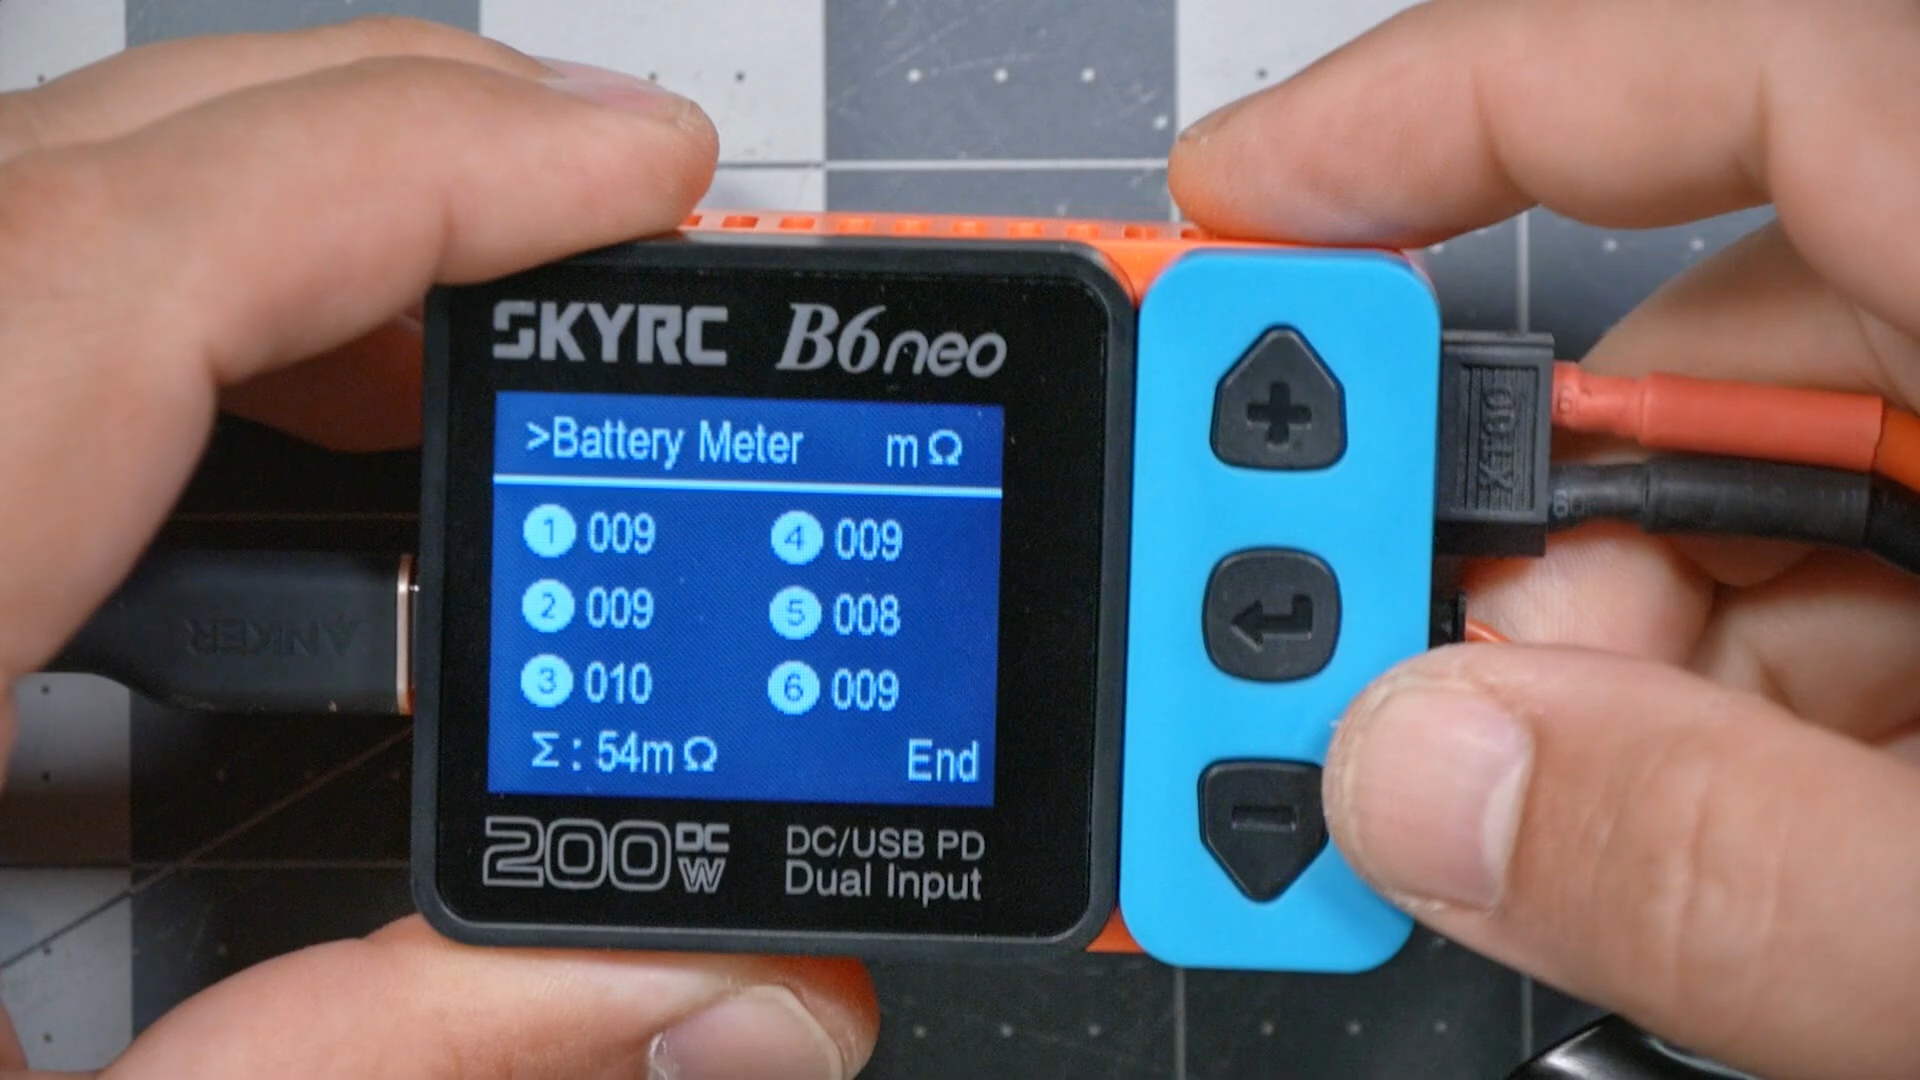 SKYRC B6neo
>Battery Meter mΩ
1 009 4 009
2 009 5 008
3 010 6 009
Σ: 54mΩ End
200 DC W
DC/USB PD
Dual Input
ANKER